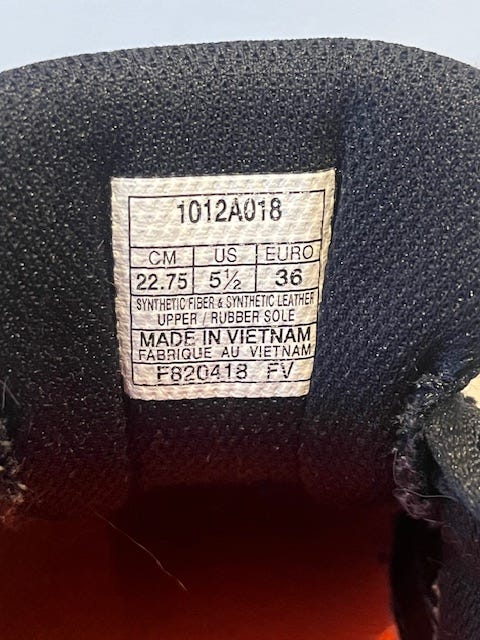 1012A018
CM US EURO
22.75 5½ 36
SYNTHETIC FIBER & SYNTHETIC LEATHER
UPPER / RUBBER SOLE
MADE IN VIETNAM
FABRIQUE AU VIETNAM
F820418 FV